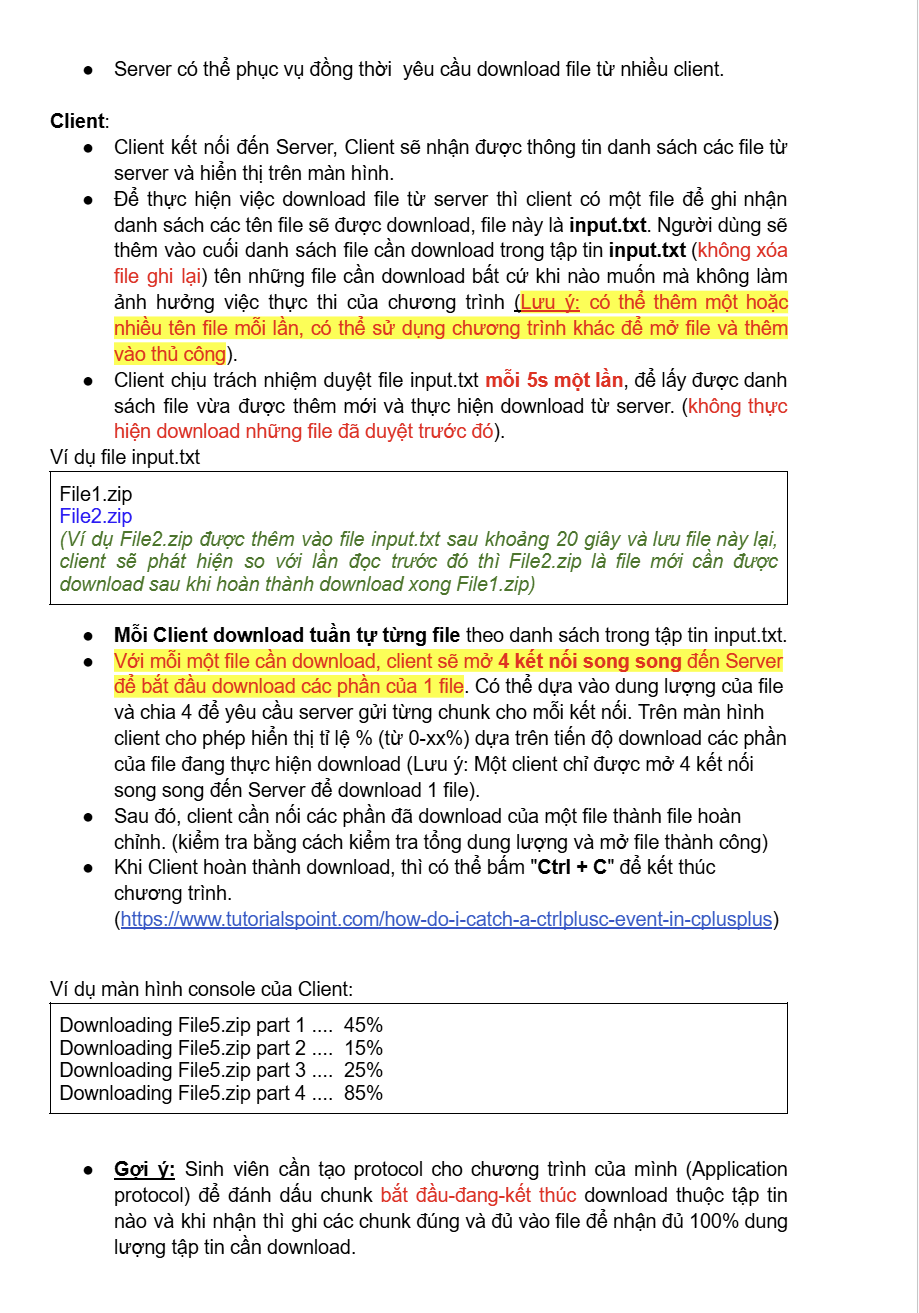 ● Server có thể phục vụ đồng thời  yêu cầu download file từ nhiều client.
Client:
● Client kết nối đến Server, Client sẽ nhận được thông tin danh sách các file từ
server và hiển thị trên màn hình.
● Để thực hiện việc download file từ server thì client có một file để ghi nhận
danh sách các tên file sẽ được download, file này là input.txt. Người dùng sẽ
thêm vào cuối danh sách file cần download trong tập tin input.txt (không xóa
file ghi lại) tên những file cần download bất cứ khi nào muốn mà không làm
ảnh hưởng việc thực thi của chương trình (Lưu ý: có thể thêm một hoặc
nhiều tên file mỗi lần, có thể sử dụng chương trình khác để mở file và thêm
vào thủ công).
● Client chịu trách nhiệm duyệt file input.txt mỗi 5s một lần, để lấy được danh
sách file vừa được thêm mới và thực hiện download từ server. (không thực
hiện download những file đã duyệt trước đó).
Ví dụ file input.txt
File1.zip
File2.zip
(Ví dụ File2.zip được thêm vào file input.txt sau khoảng 20 giây và lưu file này lại,
client sẽ phát hiện so với lần đọc trước đó thì File2.zip là file mới cần được
download sau khi hoàn thành download xong File1.zip)
● Mỗi Client download tuần tự từng file theo danh sách trong tập tin input.txt.
● Với mỗi một file cần download, client sẽ mở 4 kết nối song song đến Server
để bắt đầu download các phần của 1 file. Có thể dựa vào dung lượng của file
và chia 4 để yêu cầu server gửi từng chunk cho mỗi kết nối. Trên màn hình
client cho phép hiển thị tỉ lệ % (từ 0-xx%) dựa trên tiến độ download các phần
của file đang thực hiện download (Lưu ý: Một client chỉ được mở 4 kết nối
song song đến Server để download 1 file).
● Sau đó, client cần nối các phần đã download của một file thành file hoàn
chỉnh. (kiểm tra bằng cách kiểm tra tổng dung lượng và mở file thành công)
● Khi Client hoàn thành download, thì có thể bấm "Ctrl + C" để kết thúc
chương trình.
(https://www.tutorialspoint.com/how-do-i-catch-a-ctrlplusc-event-in-cplusplus)
Ví dụ màn hình console của Client:
Downloading File5.zip part 1 ....  45%
Downloading File5.zip part 2 ....  15%
Downloading File5.zip part 3 ....  25%
Downloading File5.zip part 4 ....  85%
● Gợi ý: Sinh viên cần tạo protocol cho chương trình của mình (Application
protocol) để đánh dấu chunk bắt đầu-đang-kết thúc download thuộc tập tin
nào và khi nhận thì ghi các chunk đúng và đủ vào file để nhận đủ 100% dung
lượng tập tin cần download.